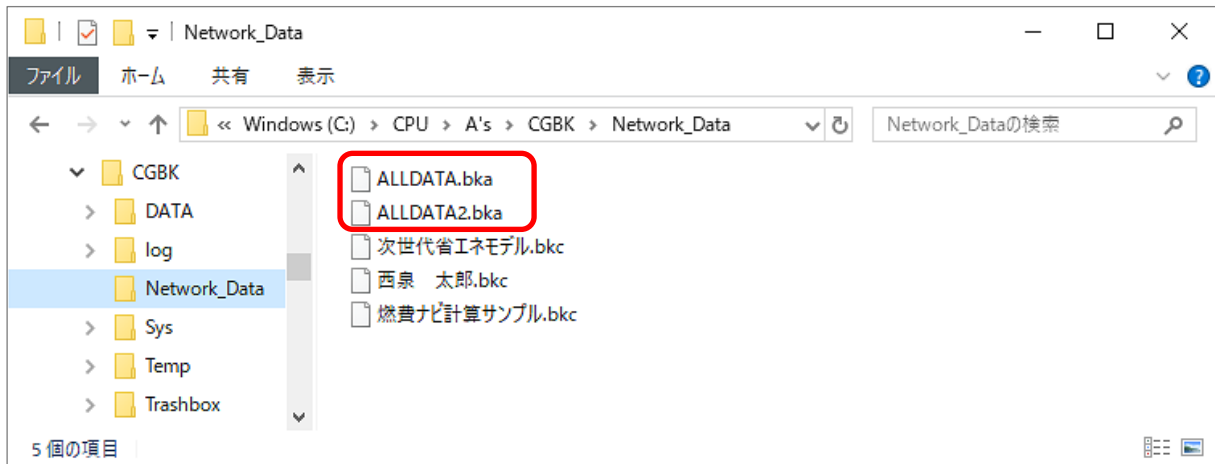 Network_Data
ファイル ホーム 共有 表示
« Windows (C:) › CPU › A's › CGBK › Network_Data
Network_Dataの検索
CGBK
DATA
log
Network_Data
Sys
Temp
Trashbox
ALLDATA.bka
ALLDATA2.bka
次世代省エネモデル.bkc
西泉　太郎.bkc
燃費ナビ計算サンプル.bkc
5 個の項目